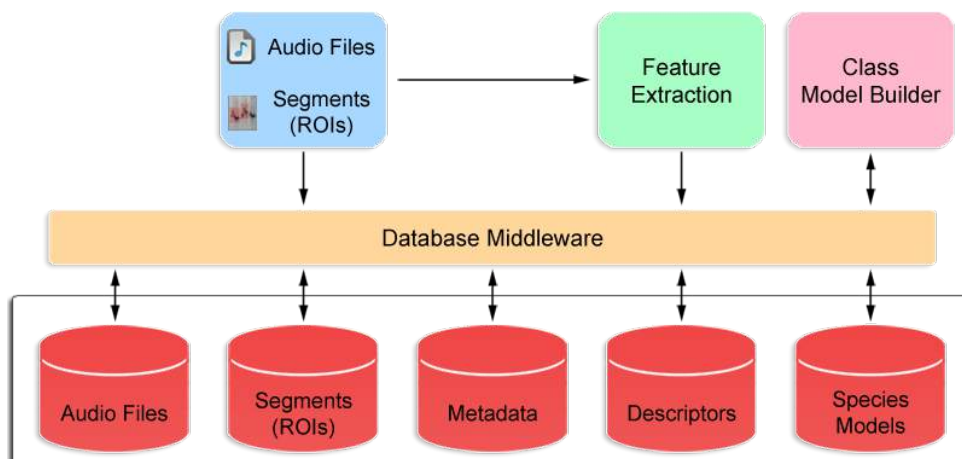 Audio Files
Segments
(ROIs)
Feature
Extraction
Class
Model Builder
Database Middleware
Audio Files
Segments
(ROIs)
Metadata
Descriptors
Species
Models